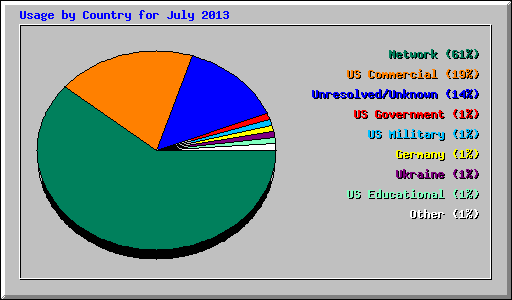 Usage by Country for July 2013
Network (61%)
US Commercial (19%)
Unresolved/Unknown (14%)
US Government (1%)
US Military (1%)
Germany (1%)
Ukraine (1%)
US Educational (1%)
Other (1%)